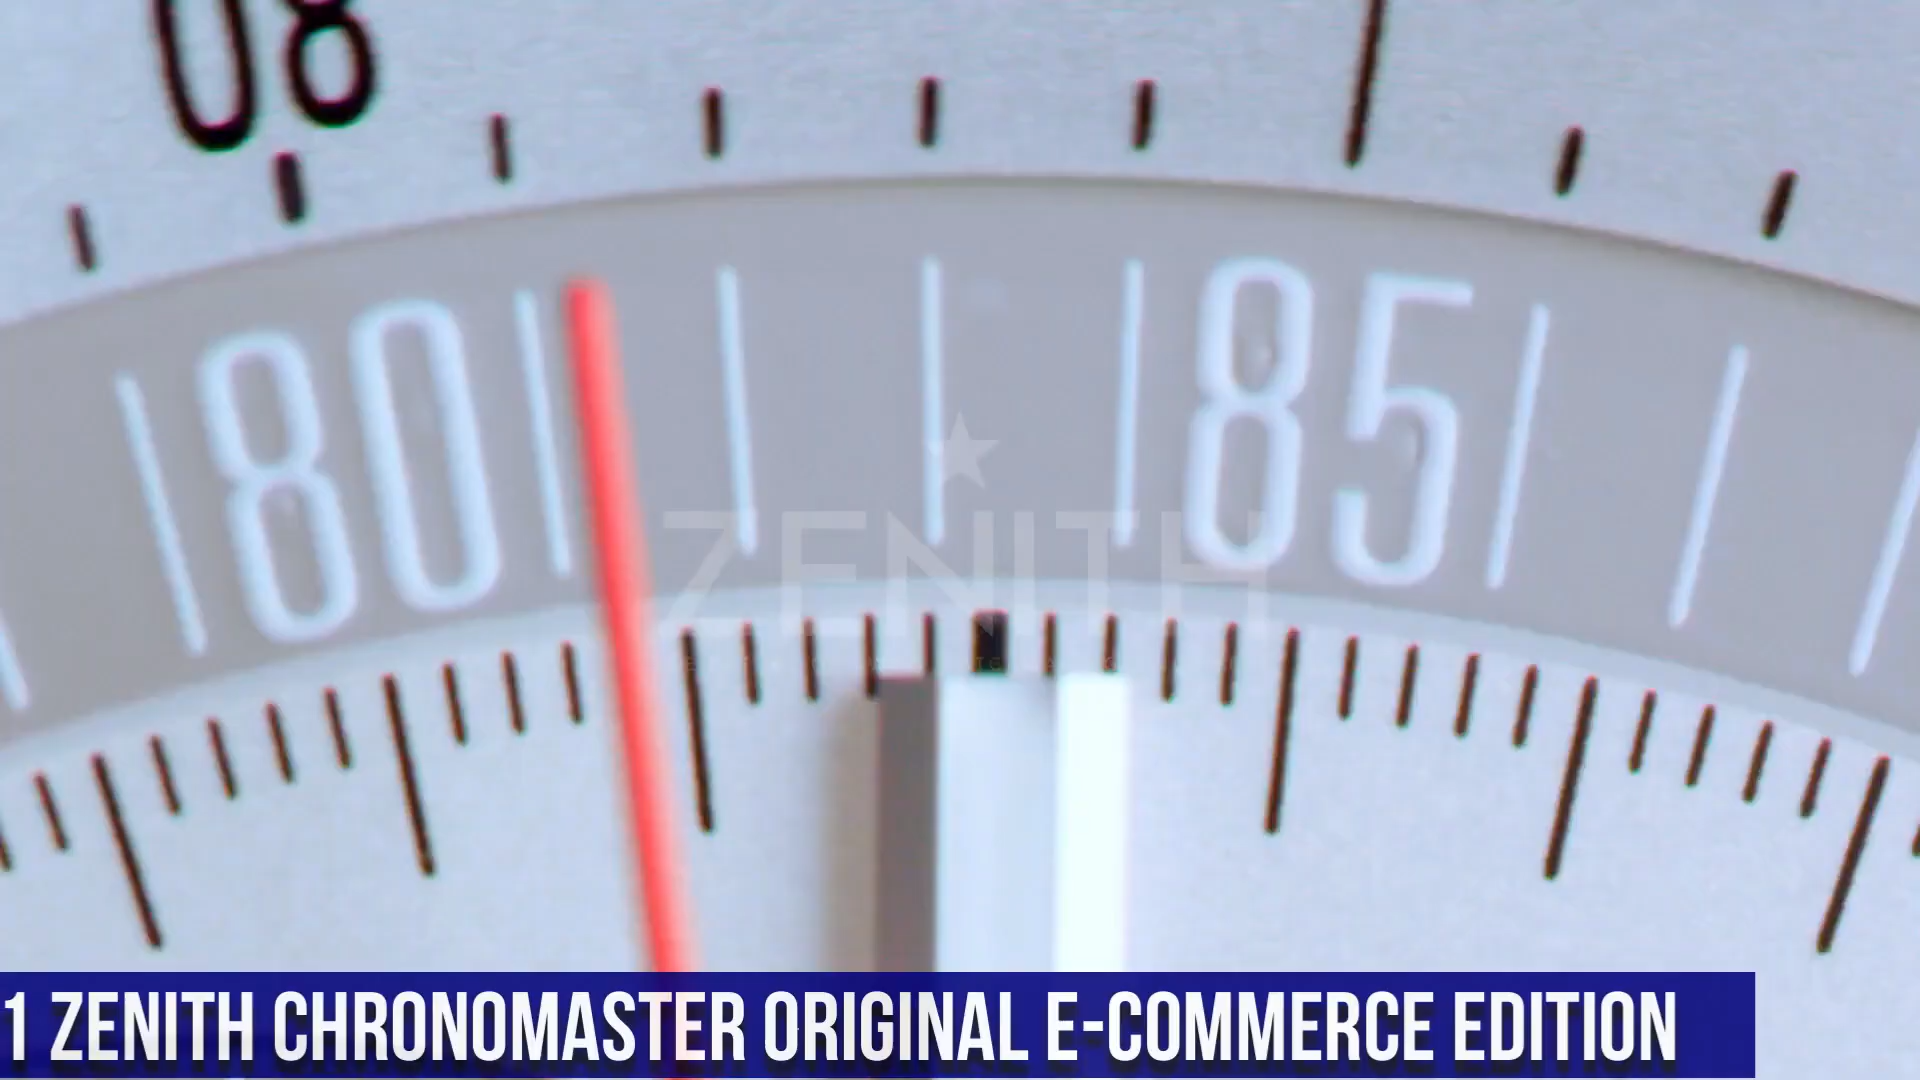 08
80 85
ZENITH
1 ZENITH CHRONOMASTER ORIGINAL E-COMMERCE EDITION